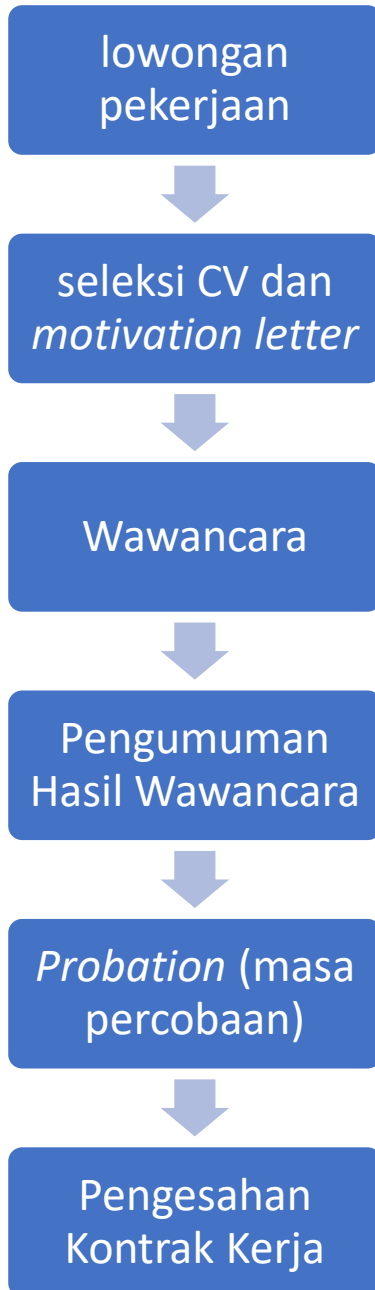 lowongan
pekerjaan
seleksi CV dan
motivation letter
Wawancara
Pengumuman
Hasil Wawancara
Probation (masa
percobaan)
Pengesahan
Kontrak Kerja